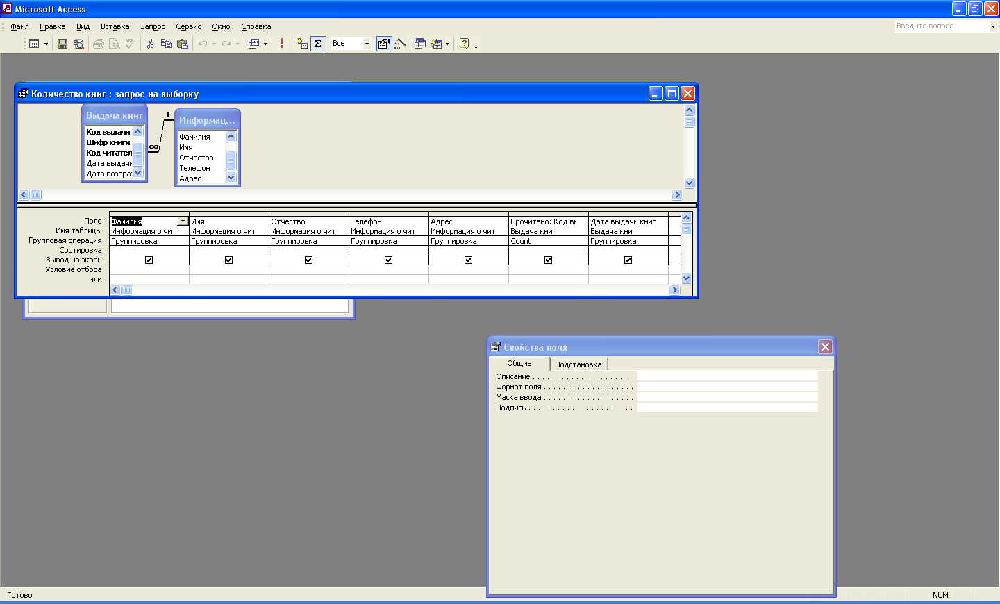 Microsoft Access
Файл Правка Вид Вставка Запрос Сервис Окно Справка
Введите вопрос
Все
Количество книг : запрос на выборку
Выдача книг
Код выдачи
Шифр книги
Код читател
Дата выдачи
Дата возвра
1
∞
Информац...
Фамилия
Имя
Отчество
Телефон
Адрес
Поле: Фамилия Имя Отчество Телефон Адрес Прочитано: Код вы Дата выдачи книг
Имя таблицы: Информация о чит Информация о чит Информация о чит Информация о чит Информация о чит Выдача книг Выдача книг
Групповая операция: Группировка Группировка Группировка Группировка Группировка Count Группировка
Сортировка:
Вывод на экран:
Условие отбора:
или:
Свойства поля
Общие Подстановка
Описание . . . . . . . . . . . . . . . . . . . . .
Формат поля . . . . . . . . . . . . . . . . . . .
Маска ввода . . . . . . . . . . . . . . . . . . .
Подпись . . . . . . . . . . . . . . . . . . . . . .
Готово
NUM